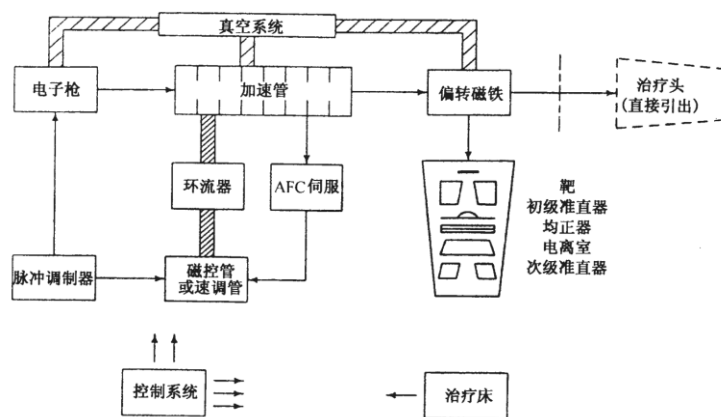 真空系统
电子枪
加速管
偏转磁铁
治疗头
(直接引出)
环流器
AFC伺服
靶
初级准直器
均正器
电离室
次级准直器
脉冲调制器
磁控管
或速调管
控制系统
治疗床